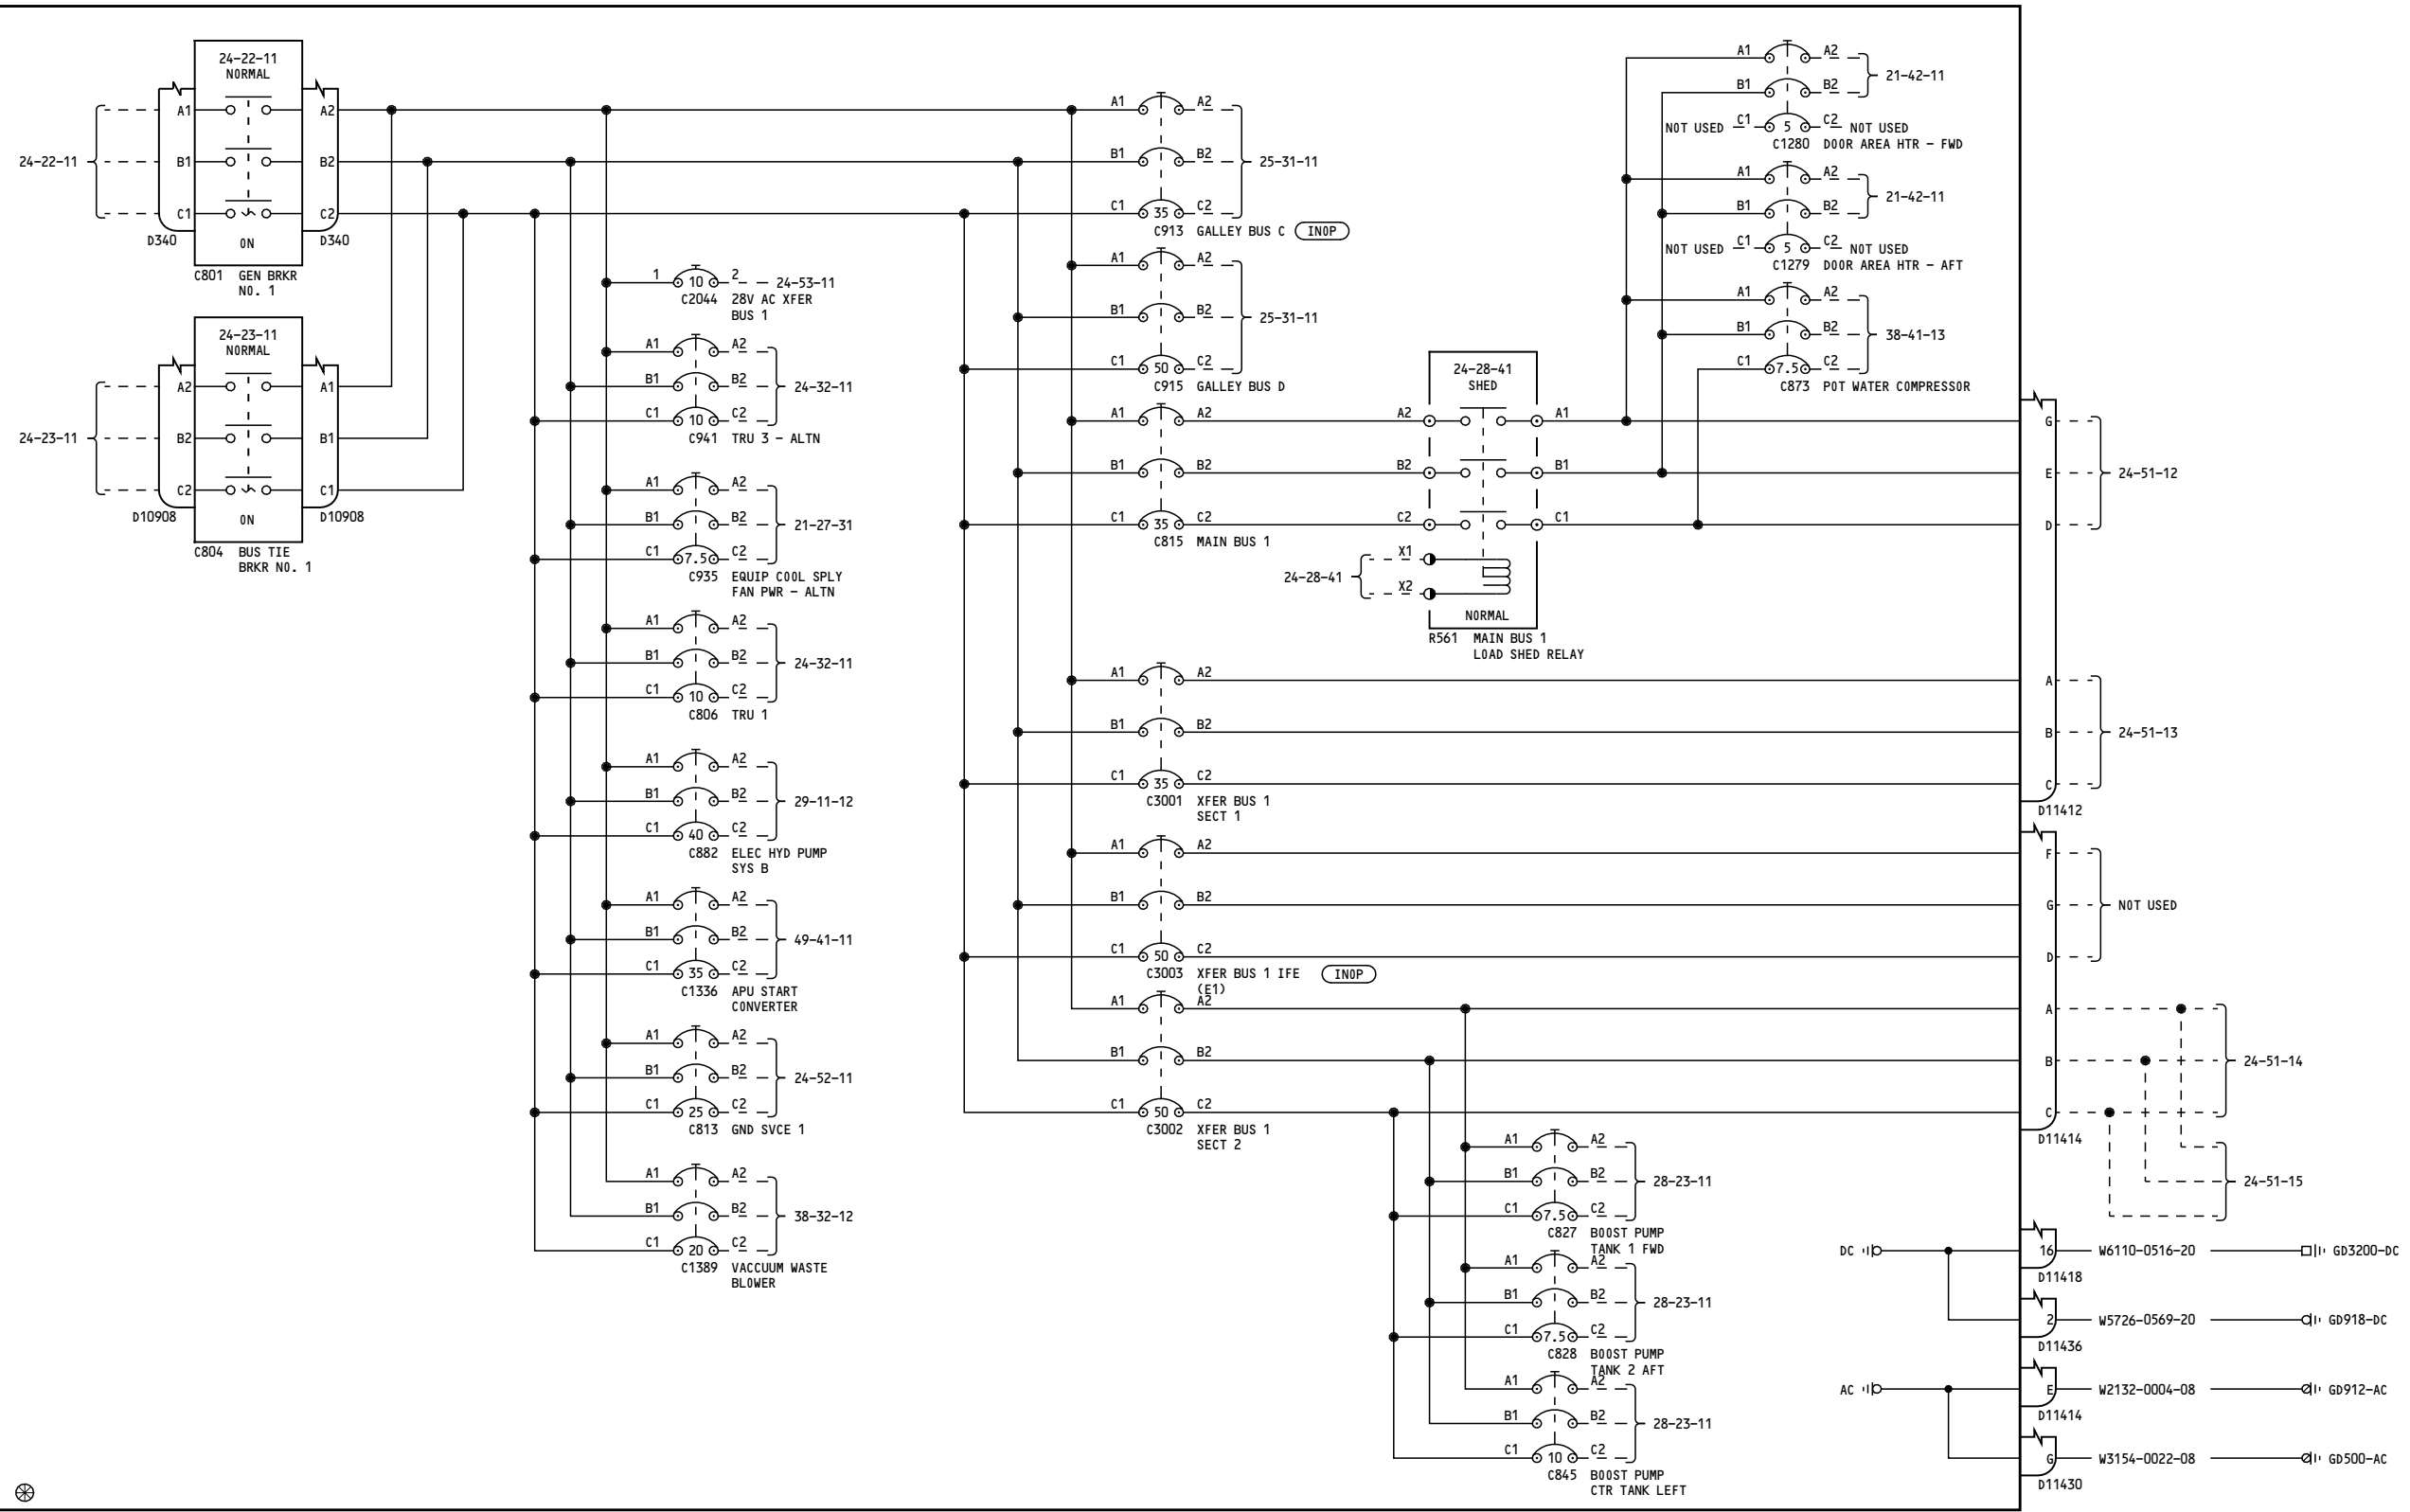 24-22-11
NORMAL
24-22-11
A1 A2
B1 B2
C1 C2
D340 ON D340
C801 GEN BRKR
NO. 1
24-23-11
NORMAL
24-23-11
A2 A1
B2 B1
C2 C1
D10908 ON D10908
C804 BUS TIE
BRKR NO. 1
1 10 2 24-53-11
C2044 28V AC XFER
BUS 1
A1 A2
B1 B2 24-32-11
C1 10 C2
C941 TRU 3 - ALTN
A1 A2
B1 B2 21-27-31
C1 7.5 C2
C935 EQUIP COOL SPLY
FAN PWR - ALTN
A1 A2
B1 B2 24-32-11
C1 10 C2
C806 TRU 1
A1 A2
B1 B2 29-11-12
C1 40 C2
C882 ELEC HYD PUMP
SYS B
A1 A2
B1 B2 49-41-11
C1 35 C2
C1336 APU START
CONVERTER
A1 A2
B1 B2 24-52-11
C1 25 C2
C813 GND SVCE 1
A1 A2
B1 B2 38-32-12
C1 20 C2
C1389 VACCUUM WASTE
BLOWER
A1 A2
B1 B2 25-31-11
C1 35 C2
C913 GALLEY BUS C INOP
A1 A2
B1 B2 25-31-11
C1 50 C2
C915 GALLEY BUS D
A1 A2
B1 B2
C1 35 C2
C815 MAIN BUS 1
24-28-41
SHED
A2 A1
B2 B1
C2 C1
24-28-41 X1
X2
NORMAL
R561 MAIN BUS 1
LOAD SHED RELAY
A1 A2
B1 B2
C1 35 C2
C3001 XFER BUS 1
SECT 1
A1 A2
B1 B2
C1 50 C2
C3003 XFER BUS 1 IFE INOP
(E1)
A1 A2
B1 B2
C1 50 C2
C3002 XFER BUS 1
SECT 2
A1 A2
B1 B2 28-23-11
C1 7.5 C2
C827 BOOST PUMP
TANK 1 FWD
A1 A2
B1 B2 28-23-11
C1 7.5 C2
C828 BOOST PUMP
TANK 2 AFT
A1 A2
B1 B2 28-23-11
C1 10 C2
C845 BOOST PUMP
CTR TANK LEFT
A1 A2
21-42-11
B1 B2
NOT USED C1 5 C2 NOT USED
C1280 DOOR AREA HTR - FWD
A1 A2
21-42-11
B1 B2
NOT USED C1 5 C2 NOT USED
C1279 DOOR AREA HTR - AFT
A1 A2
B1 B2 38-41-13
C1 7.5 C2
C873 POT WATER COMPRESSOR
G
E 24-51-12
D
A
B 24-51-13
C
D11412
F
G NOT USED
D
A
B 24-51-14
C
D11414
24-51-15
DC 16 W6110-0516-20 GD3200-DC
D11418
2 W5726-0569-20 GD918-DC
D11436
AC E W2132-0004-08 GD912-AC
D11414
G W3154-0022-08 GD500-AC
D11430